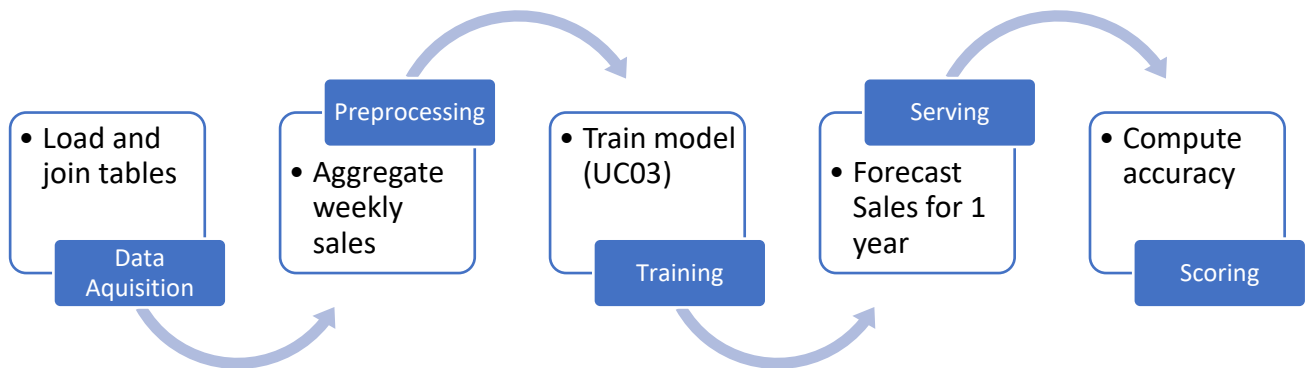 • Load and
join tables
Data
Aquisition
Preprocessing
• Aggregate
weekly
sales
• Train model
(UC03)
Training
Serving
• Forecast
Sales for 1
year
• Compute
accuracy
Scoring